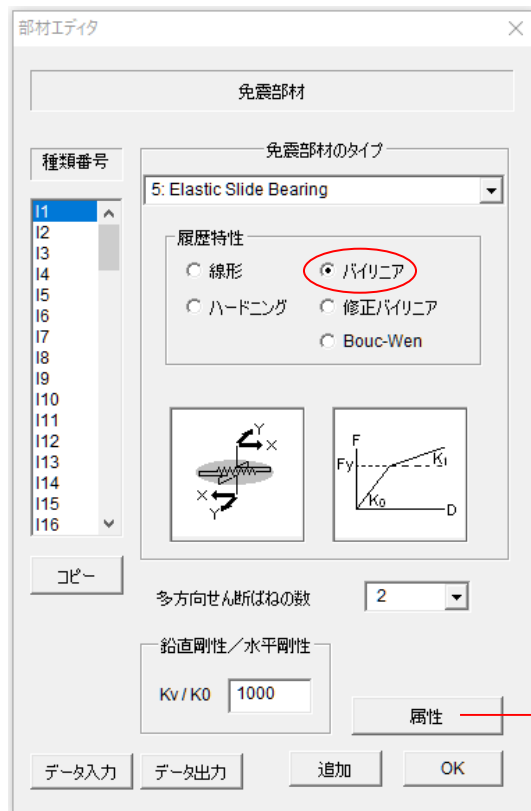 部材エディタ
免震部材
種類番号
免震部材のタイプ
5: Elastic Slide Bearing
I1
I2
I3
I4
I5
I6
I7
I8
I9
I10
I11
I12
I13
I14
I15
I16
履歴特性
線形
バイリニア
ハードニング
修正バイリニア
Bouc-Wen
Y
X
X
Y
F
Fy
K1
K0
D
コピー
多方向せん断ばねの数
2
鉛直剛性/水平剛性
Kv / K0
1000
属性
データ入力
データ出力
追加
OK